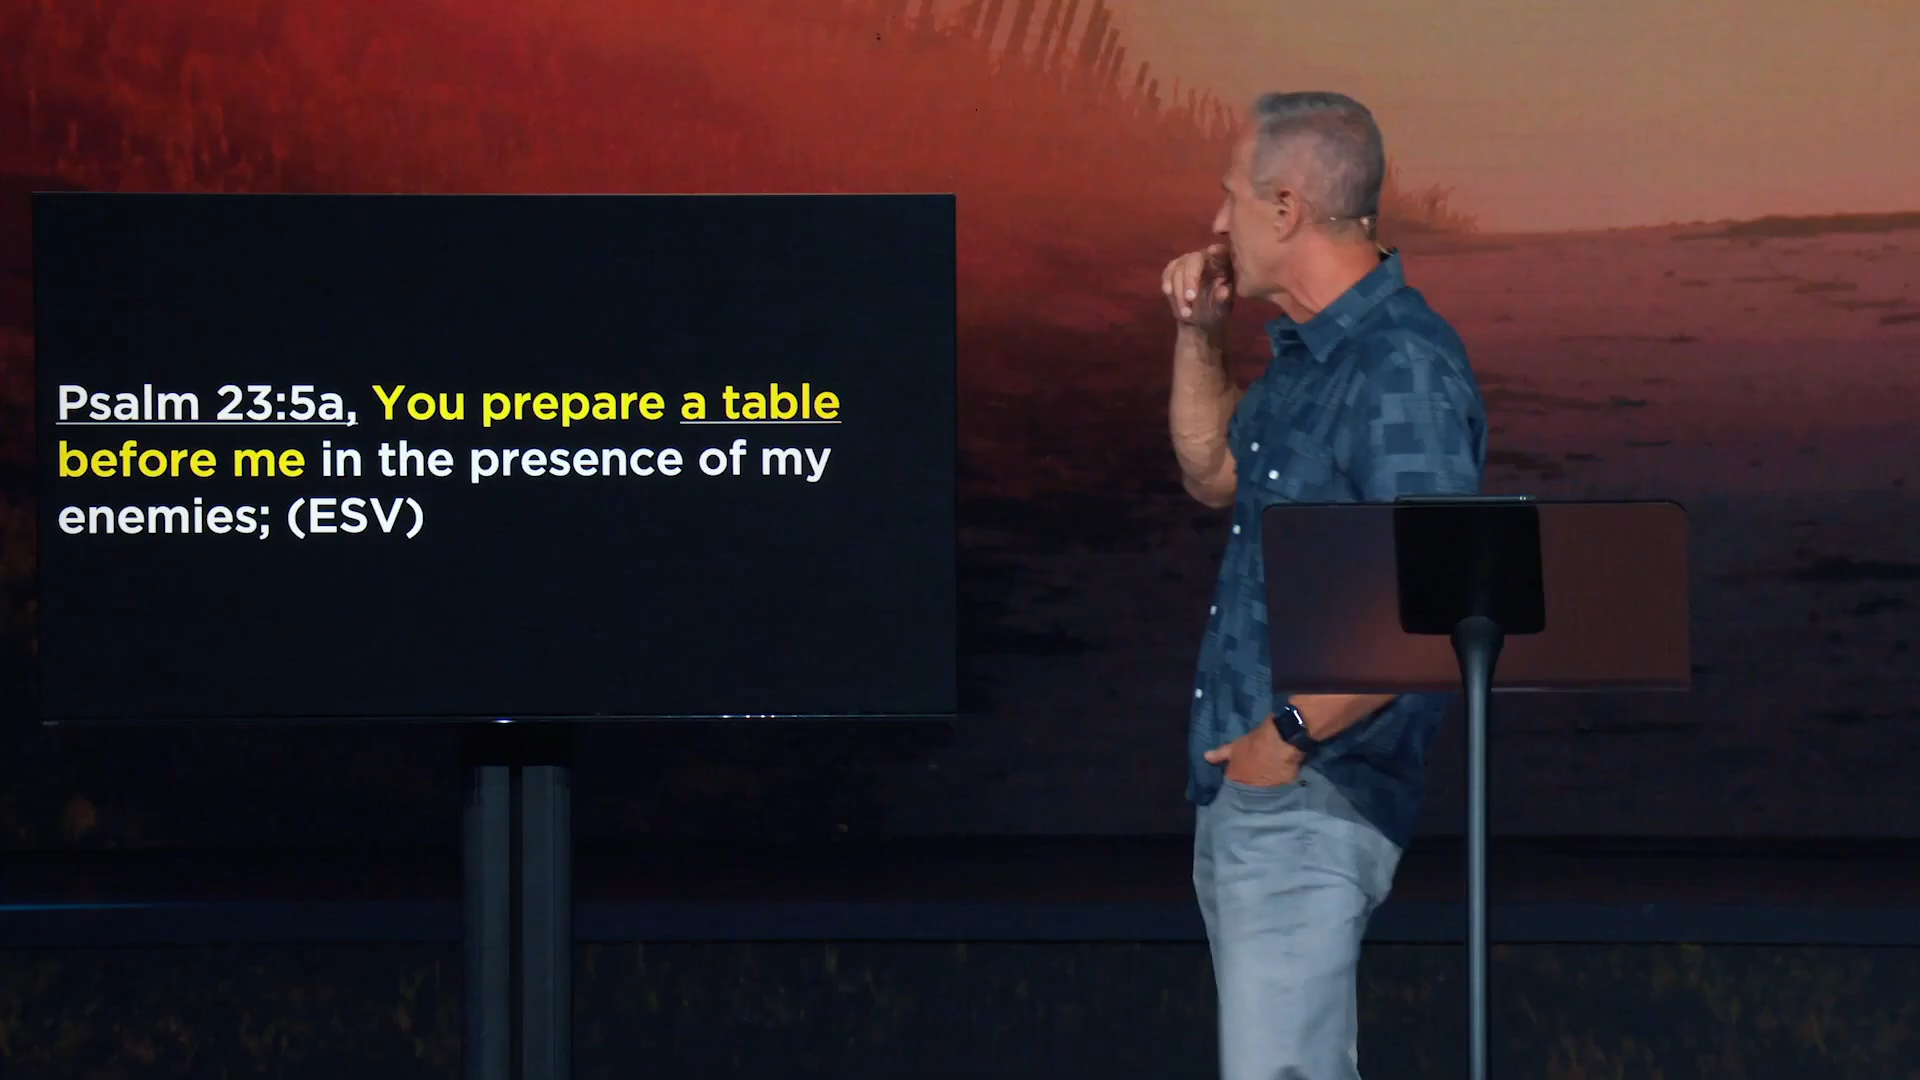 Psalm 23:5a, You prepare a table
before me in the presence of my
enemies; (ESV)